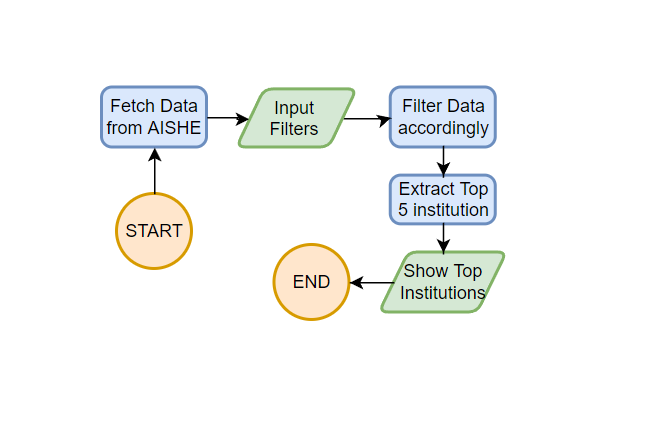 Fetch Data
from AISHE
Input
Filters
Filter Data
accordingly
START
Extract Top
5 institution
END
Show Top
Institutions